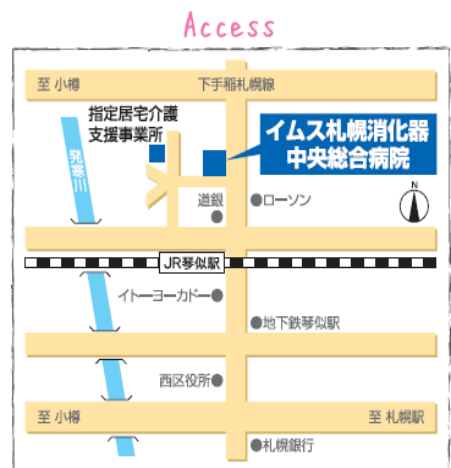 Access
至 小樽
下手稲札幌線
指定居宅介護
支援事業所
イムス札幌消化器
中央総合病院
発寒川
道銀
ローソン
N
JR琴似駅
イトーヨーカドー
地下鉄琴似駅
西区役所
至 小樽
至 札幌駅
札幌銀行